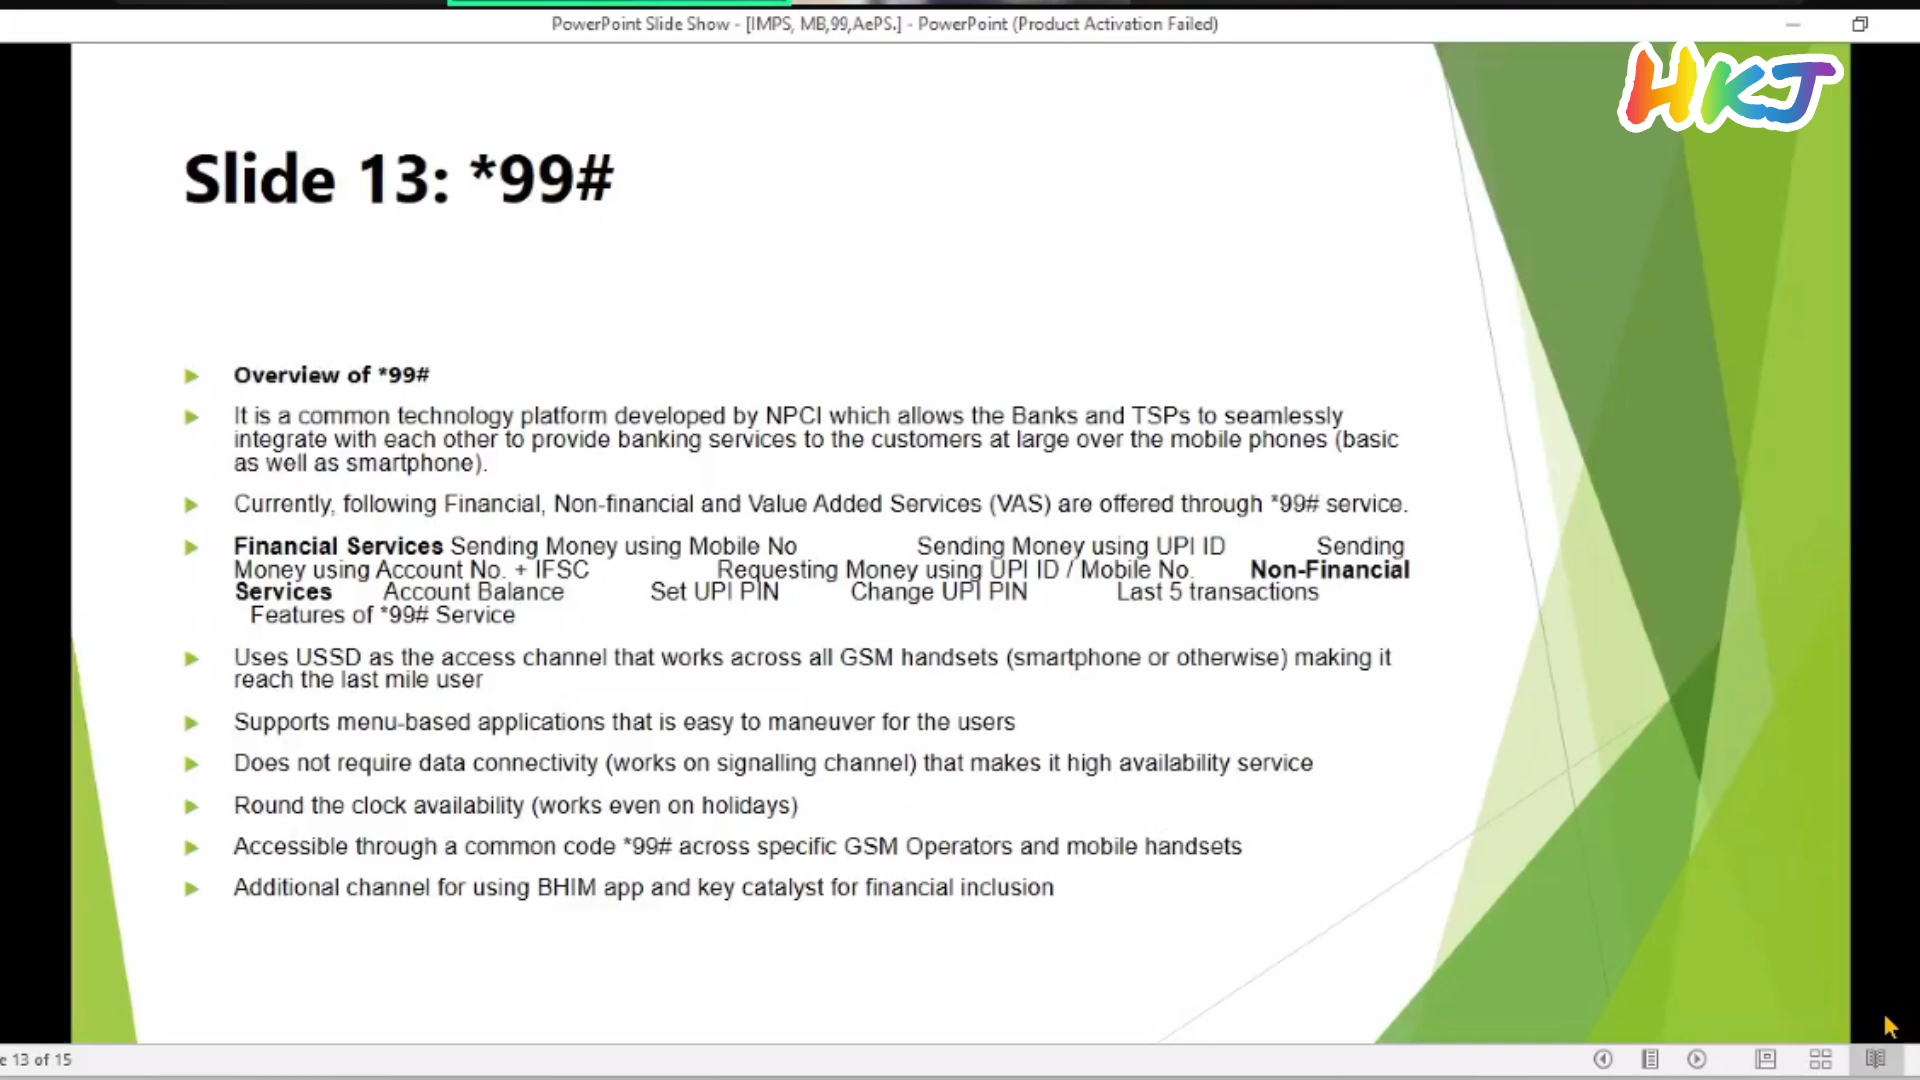 PowerPoint Slide Show - [IMPS, MB,99,AePS.] - PowerPoint (Product Activation Failed)
HKJ
Slide 13: *99#
Overview of *99#
It is a common technology platform developed by NPCI which allows the Banks and TSPs to seamlessly
integrate with each other to provide banking services to the customers at large over the mobile phones (basic
as well as smartphone).
Currently, following Financial, Non-financial and Value Added Services (VAS) are offered through *99# service.
Financial Services Sending Money using Mobile No Sending Money using UPI ID Sending
Money using Account No. + IFSC Requesting Money using UPI ID / Mobile No. Non-Financial
Services Account Balance Set UPI PIN Change UPI PIN Last 5 transactions
Features of *99# Service
Uses USSD as the access channel that works across all GSM handsets (smartphone or otherwise) making it
reach the last mile user
Supports menu-based applications that is easy to maneuver for the users
Does not require data connectivity (works on signalling channel) that makes it high availability service
Round the clock availability (works even on holidays)
Accessible through a common code *99# across specific GSM Operators and mobile handsets
Additional channel for using BHIM app and key catalyst for financial inclusion
e 13 of 15